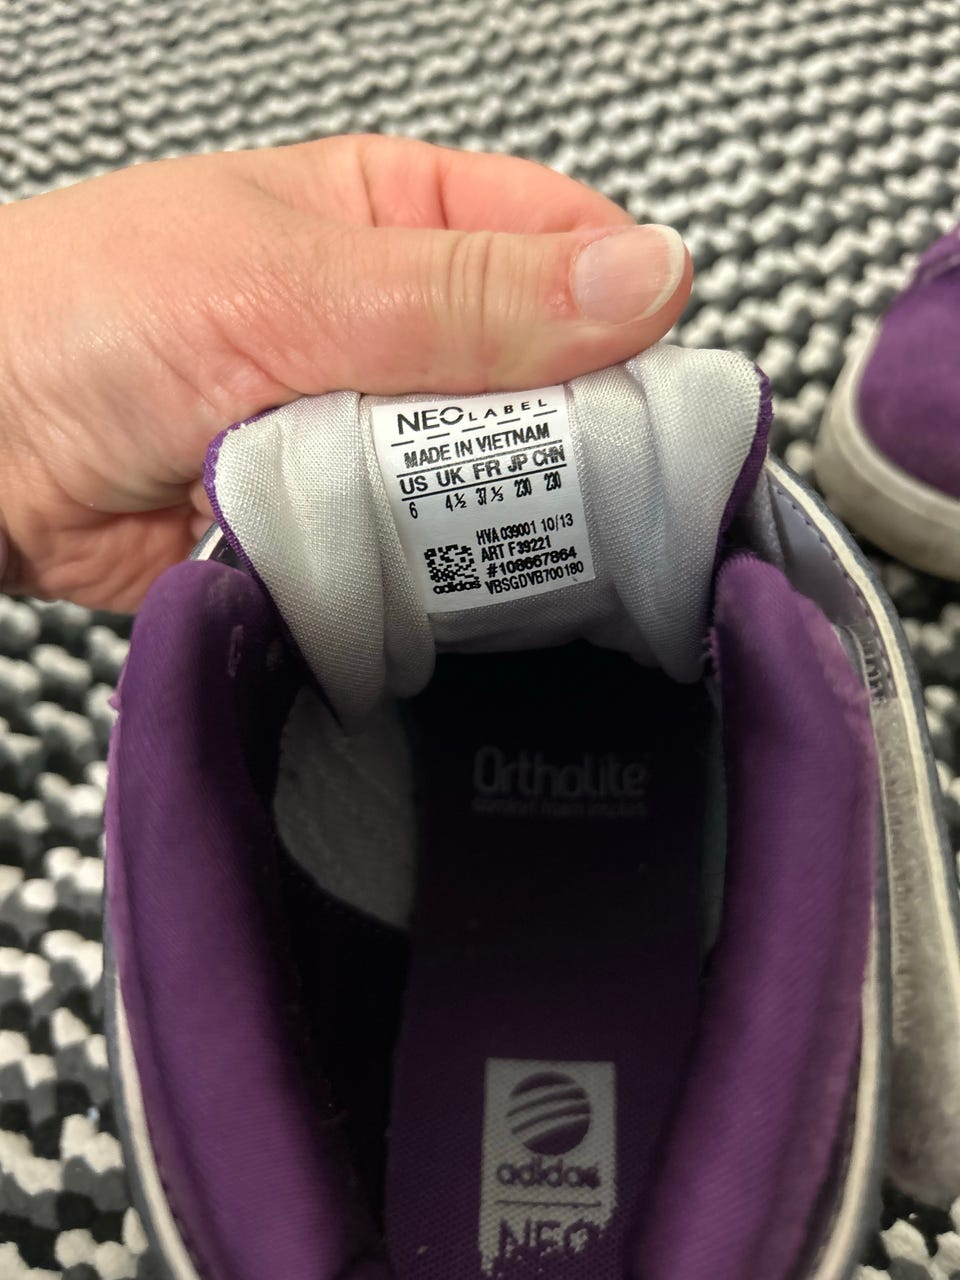 NEO LABEL
MADE IN VIETNAM
US UK FR JP CHN
6 4½ 37⅓ 230 230
HVA 039001 10/13
ART F39221
#108667864
adidas VBSGDVB700180
OrthoLite
adidas
NEO